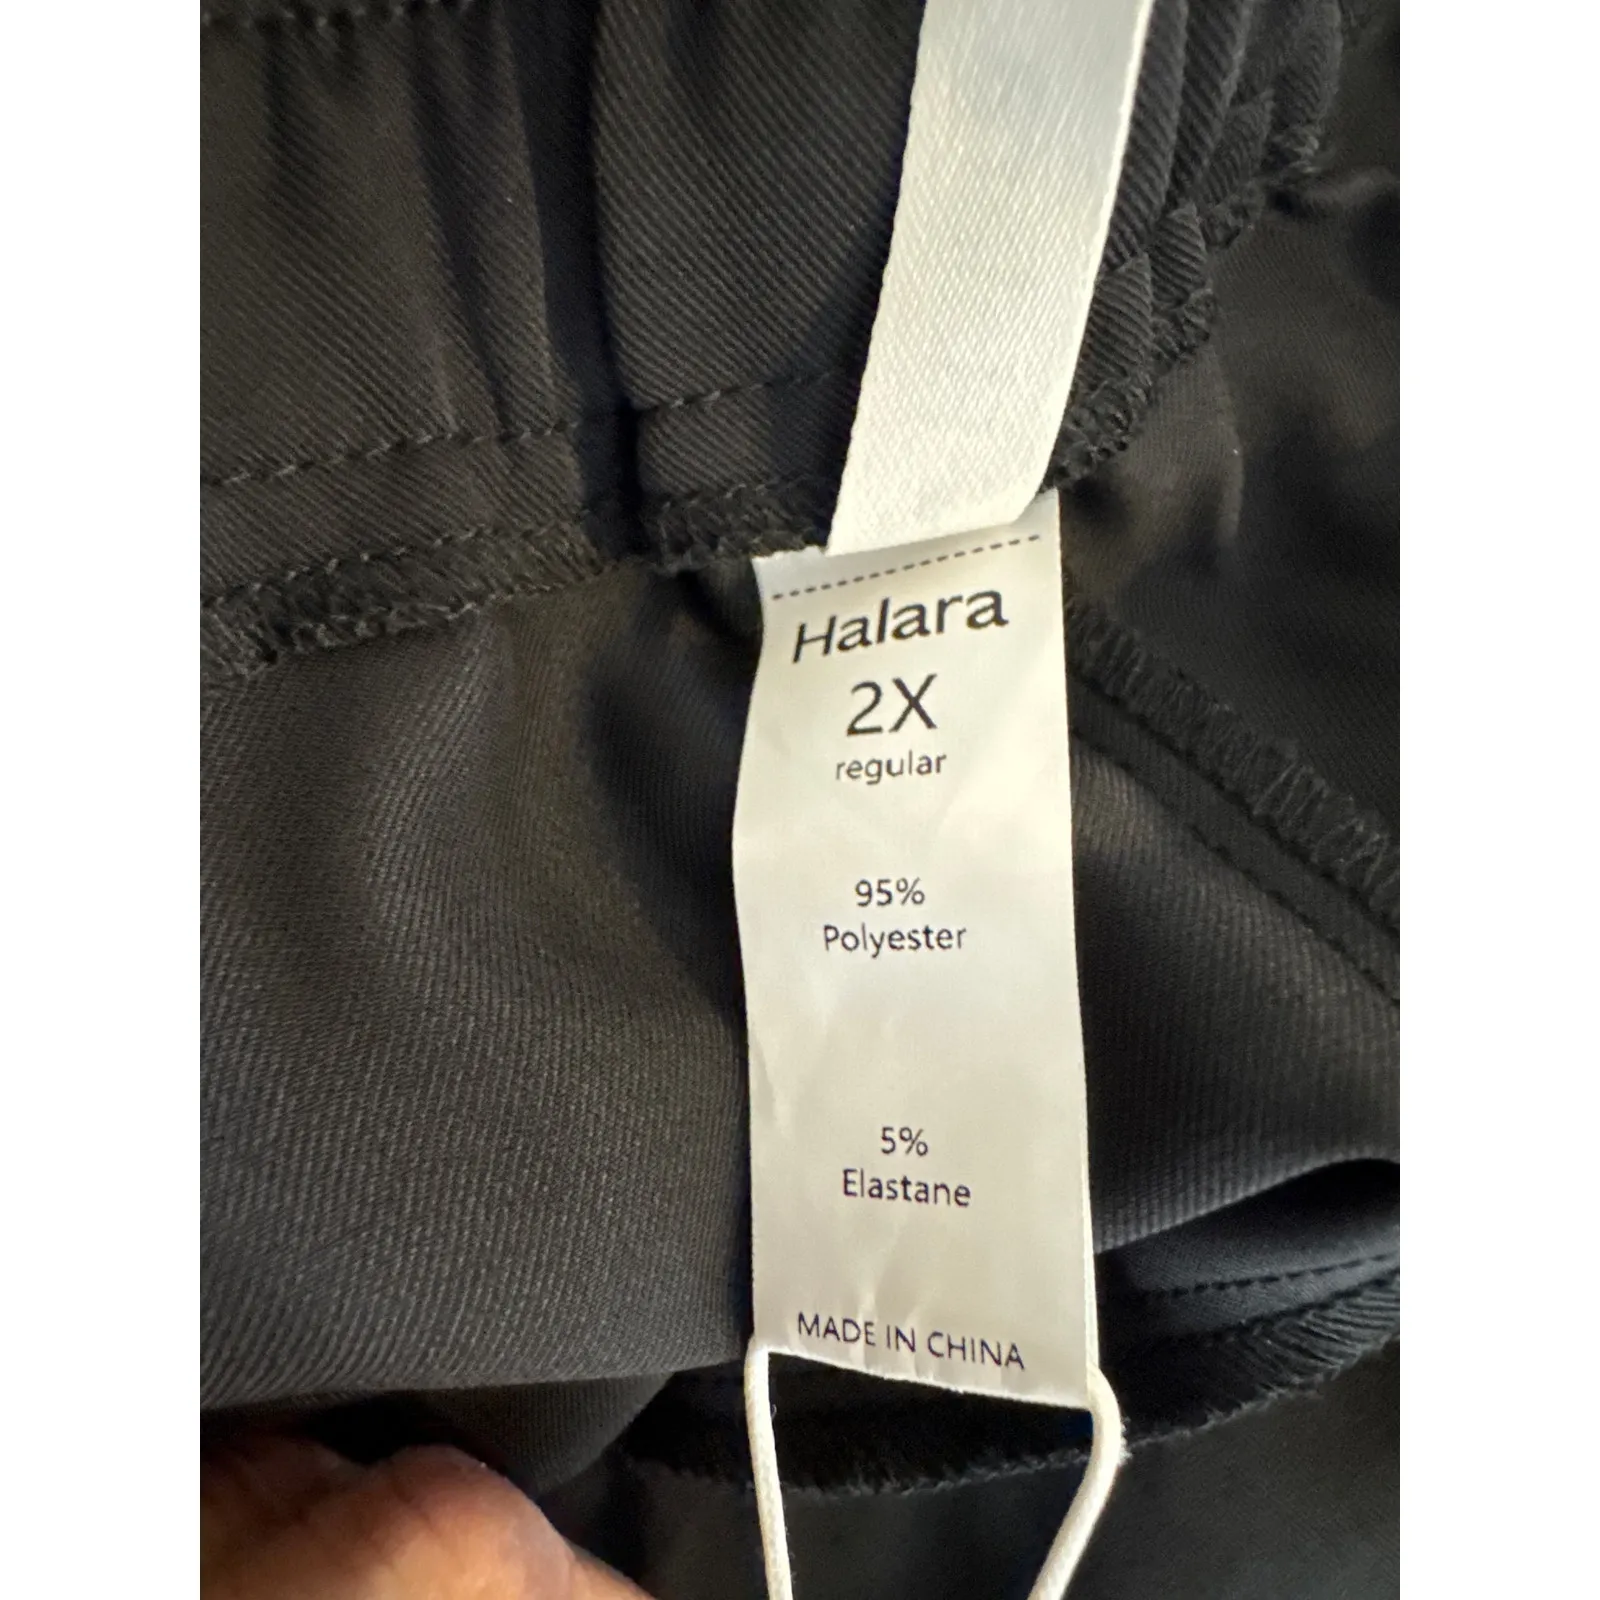 Halara
2X
regular
95%
Polyester
5%
Elastane
MADE IN CHINA